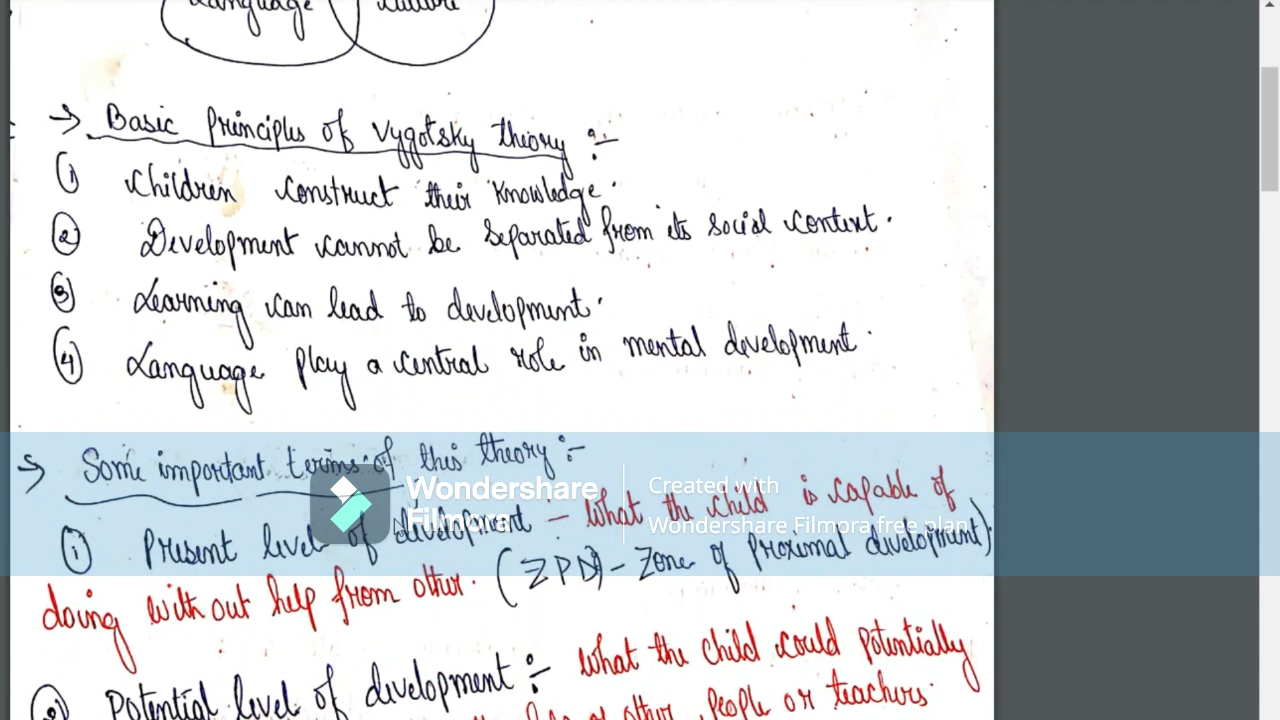 Language Culture
→ Basic Principles of Vygotsky theory :-
① Children construct their Knowledge.
② Development cannot be separated from its social context.
③ Learning can lead to development.
④ Language play a central role in mental development.
→ Some important terms of this theory :-
① Present level of development :- What the child is capable of
doing with out help from other. (ZPD - Zone of Proximal development).
② Potential level of development :- What the child could potentially
other people or teachers.
Wondershare
Filmora
Created with
Wondershare Filmora free plan